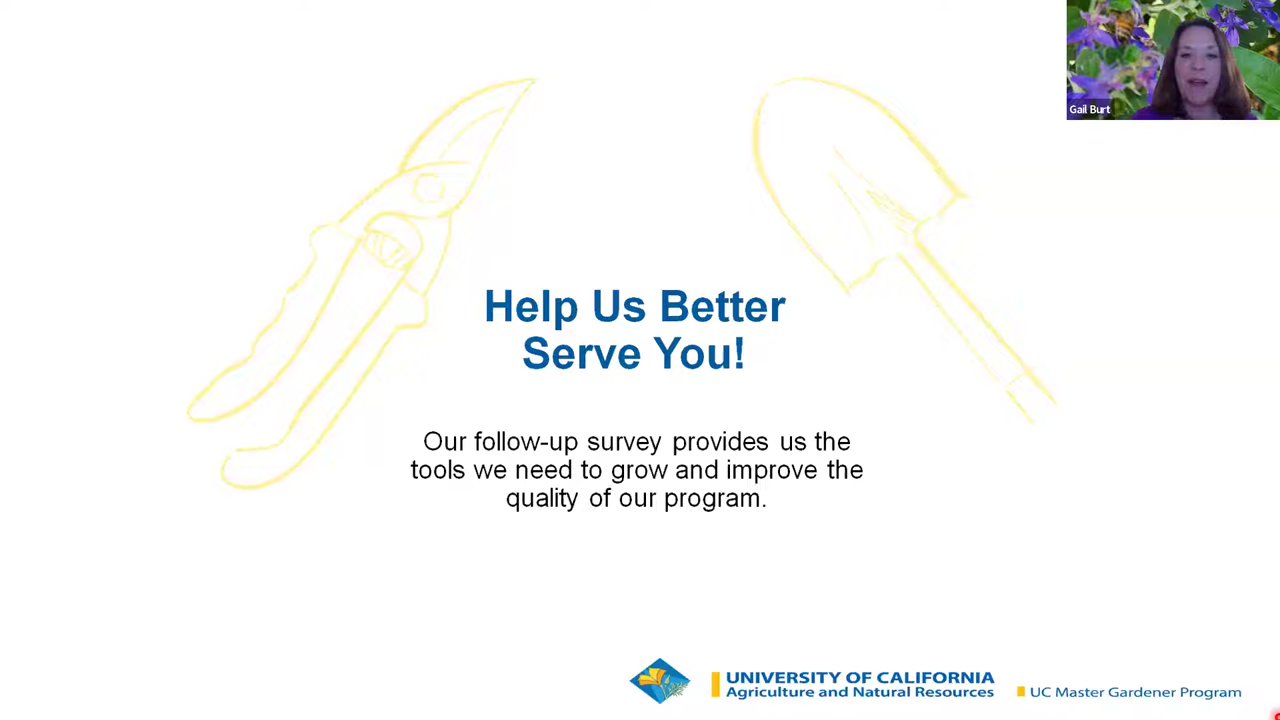 Gail Burt
Help Us Better
Serve You!
Our follow-up survey provides us the
tools we need to grow and improve the
quality of our program.
UNIVERSITY OF CALIFORNIA
Agriculture and Natural Resources
UC Master Gardener Program